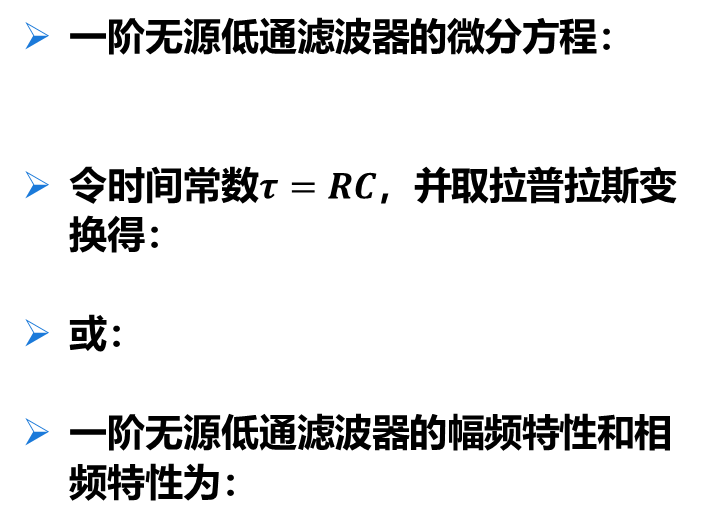 ➢ 一阶无源低通滤波器的微分方程：
➢ 令时间常数τ = RC，并取拉普拉斯变
换得：
➢ 或：
➢ 一阶无源低通滤波器的幅频特性和相
频特性为：